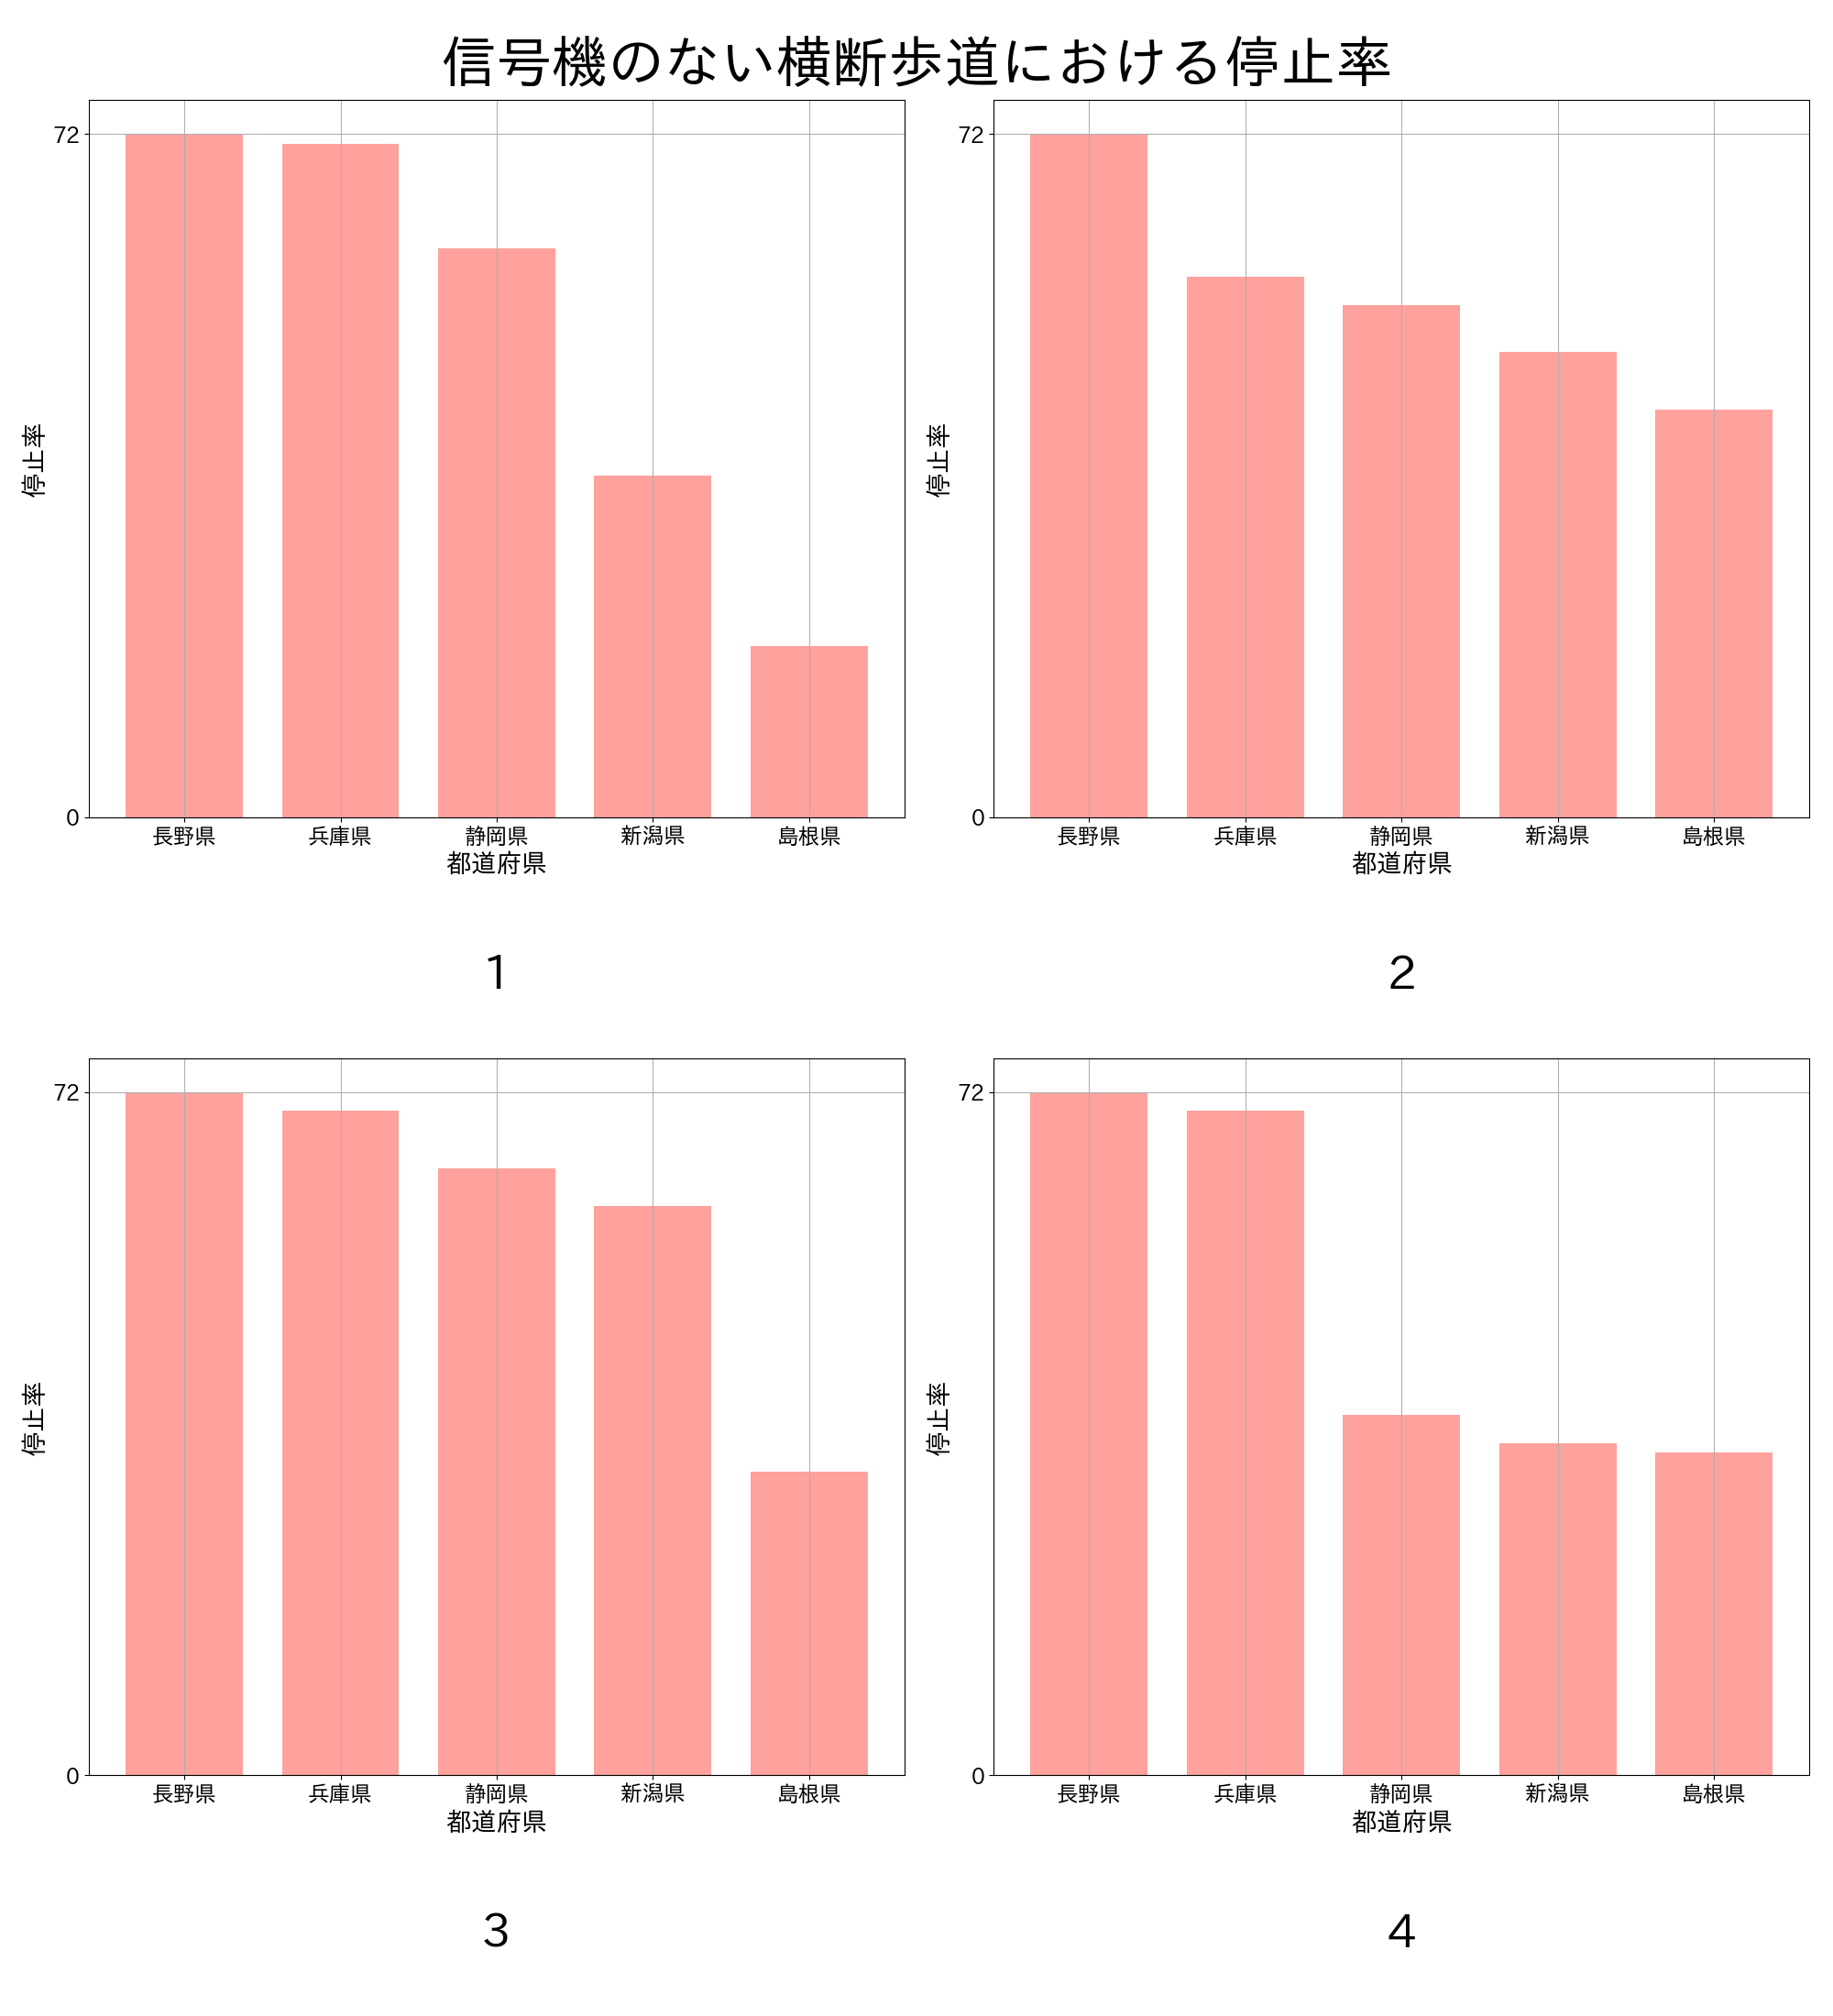 信号機のない横断歩道における停止率
72
0
停止率
長野県 兵庫県 静岡県 新潟県 島根県
都道府県
1
72
0
停止率
長野県 兵庫県 静岡県 新潟県 島根県
都道府県
2
72
0
停止率
長野県 兵庫県 静岡県 新潟県 島根県
都道府県
3
72
0
停止率
長野県 兵庫県 静岡県 新潟県 島根県
都道府県
4